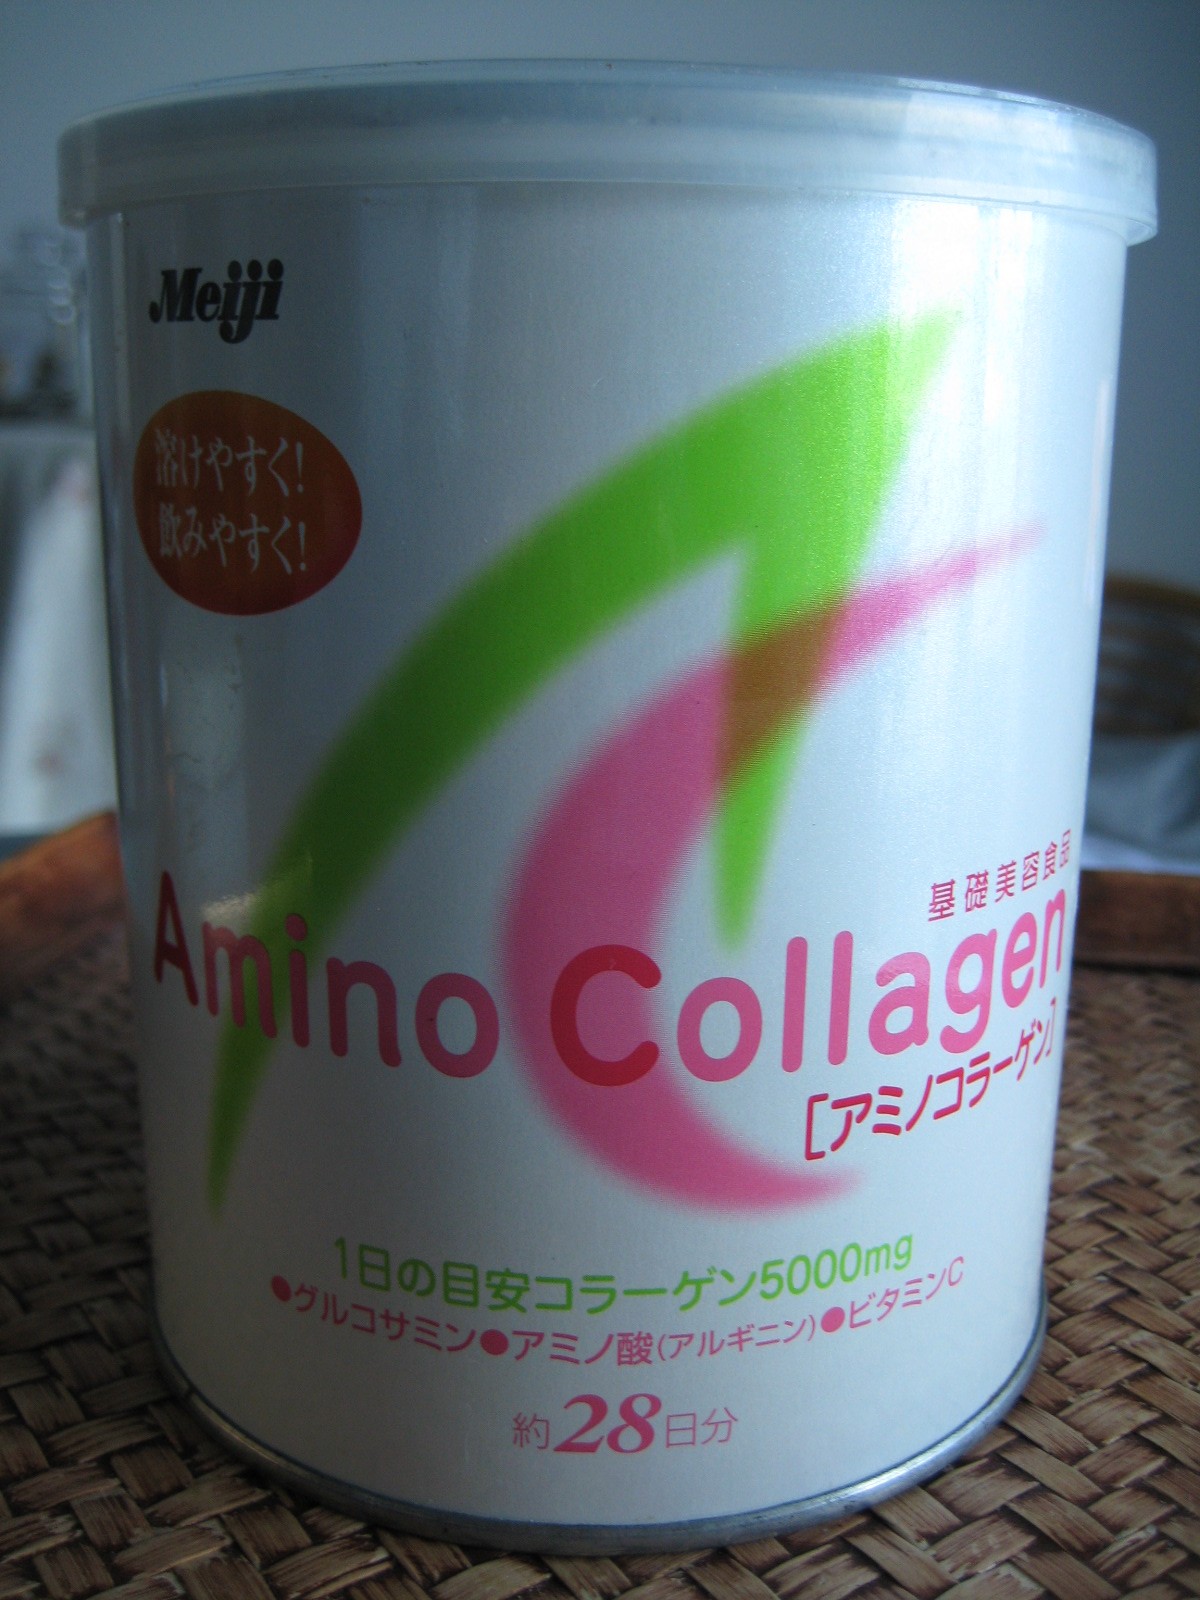 Meiji
溶けやすく!
飲みやすく!
基礎美容食品
Amino Collagen
[アミノコラーゲン]
1日の目安コラーゲン5000mg
●グルコサミン●アミノ酸(アルギニン)●ビタミンC
約28日分